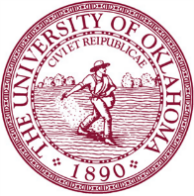 THE UNIVERSITY OF OKLAHOMA
CIVI ET REIPUBLICAE
1890